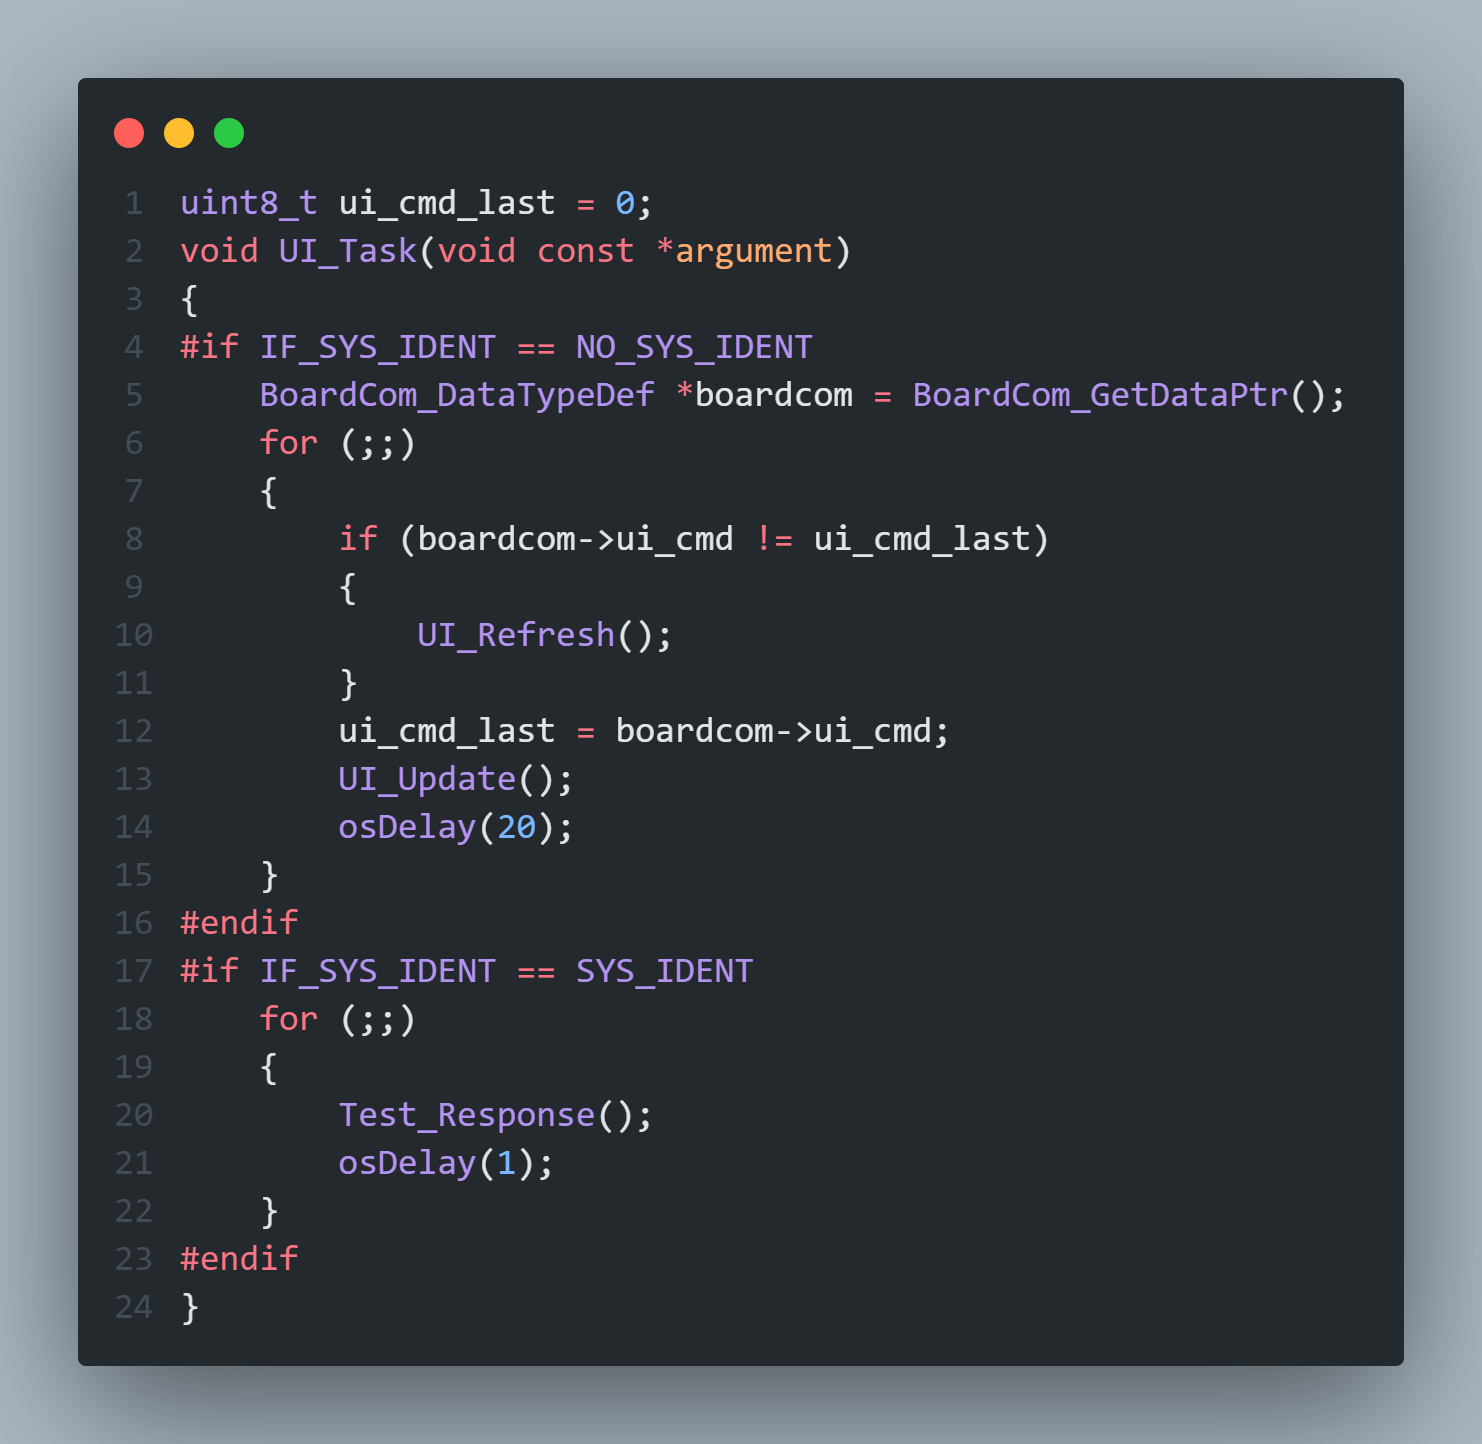 1 uint8_t ui_cmd_last = 0;
2 void UI_Task(void const *argument)
3 {
4 #if IF_SYS_IDENT == NO_SYS_IDENT
5     BoardCom_DataTypeDef *boardcom = BoardCom_GetDataPtr();
6     for (;;)
7     {
8         if (boardcom->ui_cmd != ui_cmd_last)
9         {
10             UI_Refresh();
11         }
12         ui_cmd_last = boardcom->ui_cmd;
13         UI_Update();
14         osDelay(20);
15     }
16 #endif
17 #if IF_SYS_IDENT == SYS_IDENT
18     for (;;)
19     {
20         Test_Response();
21         osDelay(1);
22     }
23 #endif
24 }